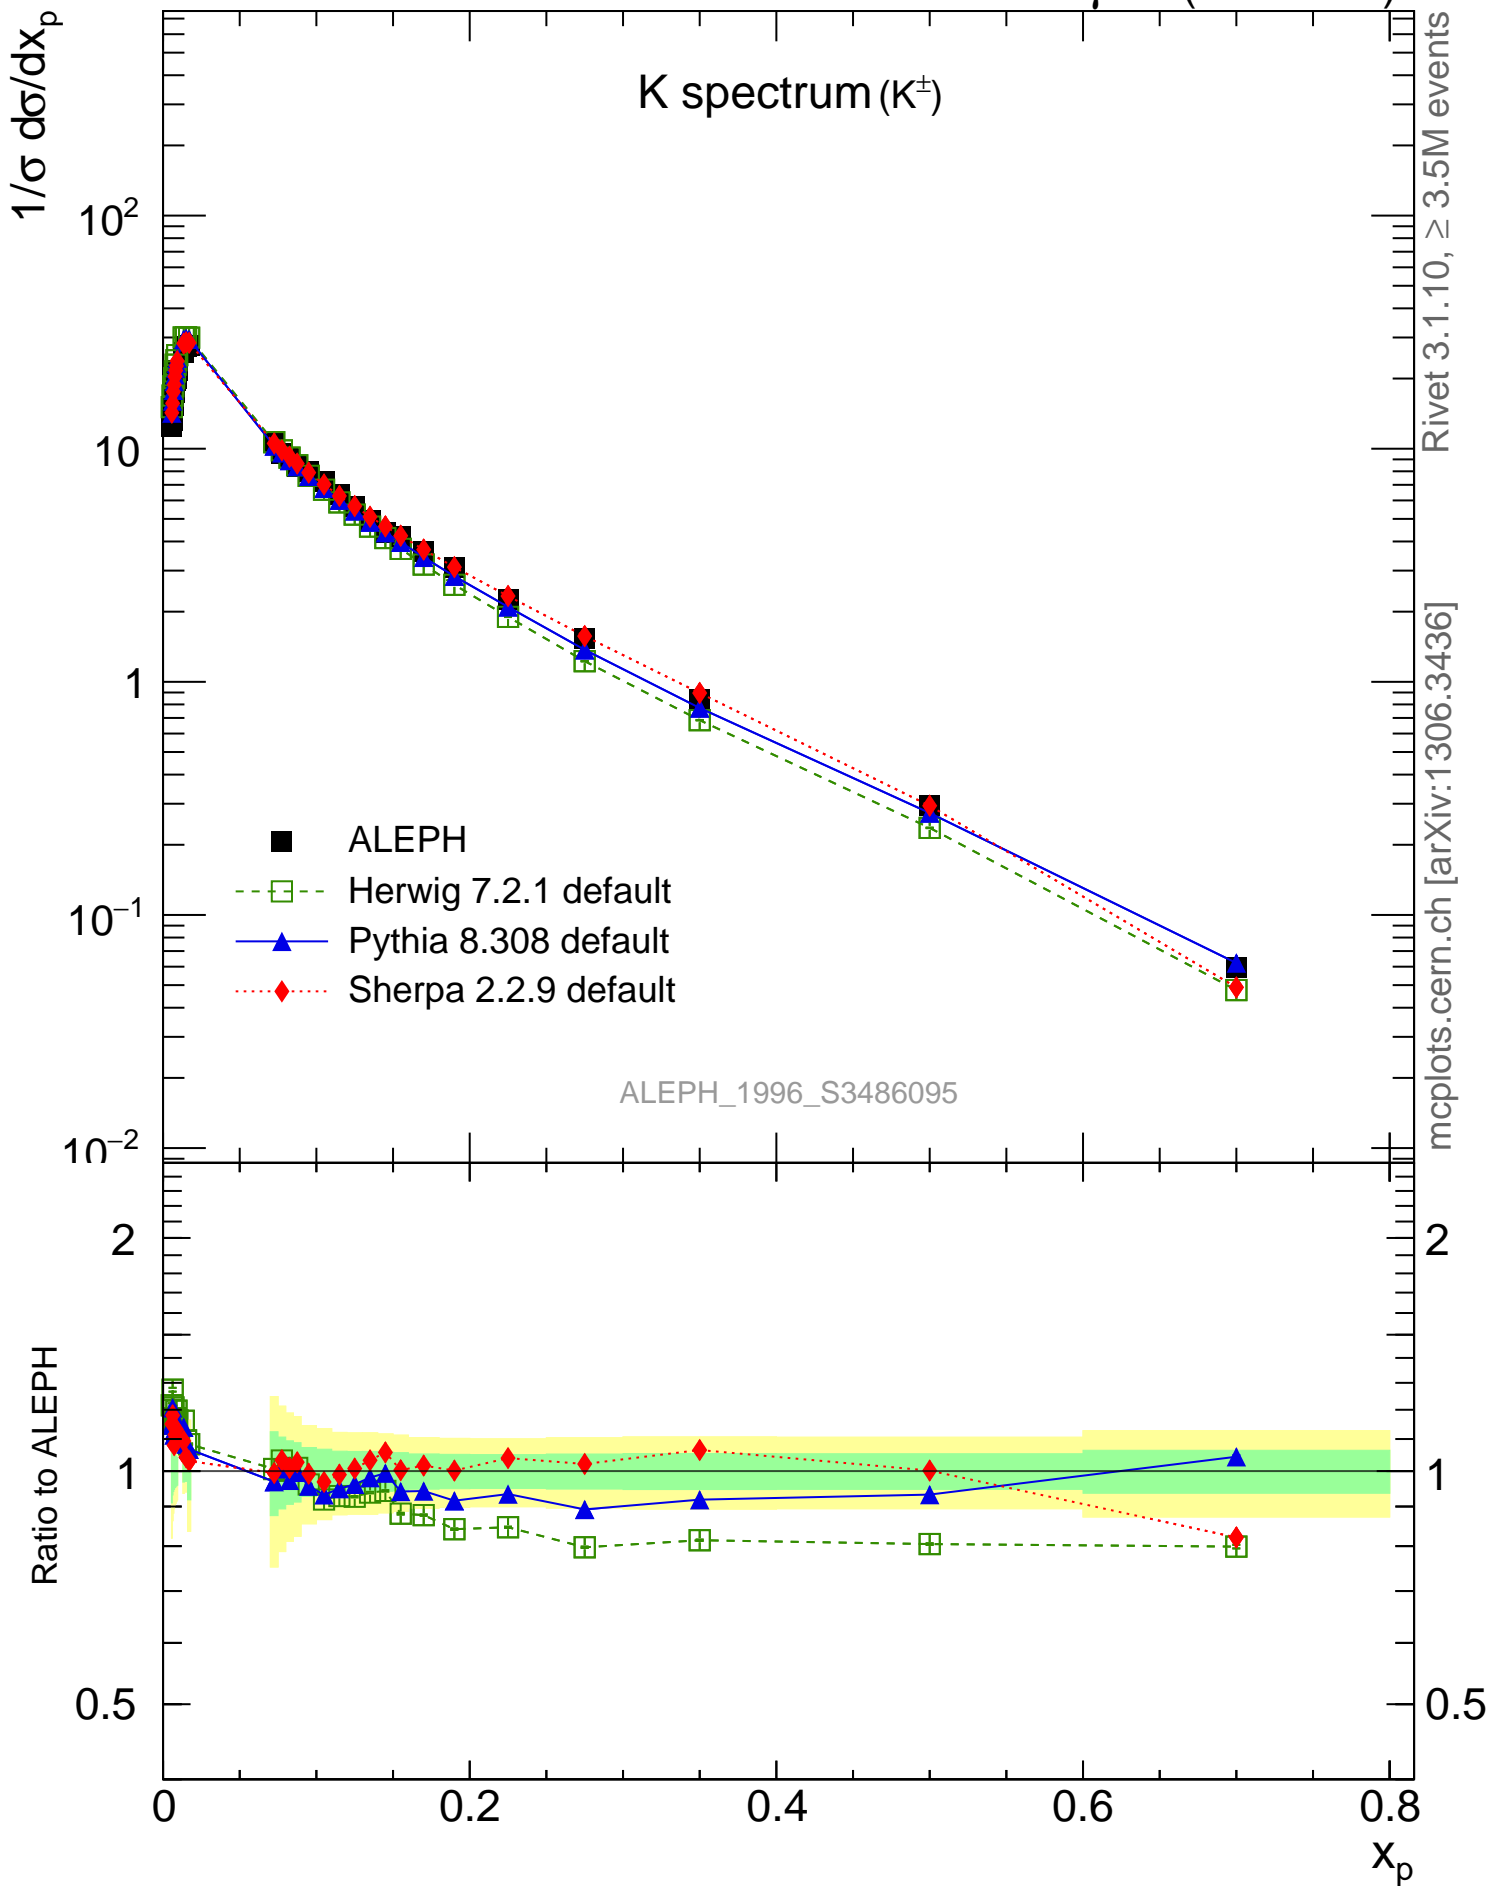 K spectrum (K±)
1/σ dσ/dxp
10²
10
1
10⁻¹
10⁻²
ALEPH
Herwig 7.2.1 default
Pythia 8.308 default
Sherpa 2.2.9 default
ALEPH_1996_S3486095
Rivet 3.1.10, ≥ 3.5M events
mcplots.cern.ch [arXiv:1306.3436]
Ratio to ALEPH
2
1
0.5
2
1
0.5
0
0.2
0.4
0.6
0.8
xp